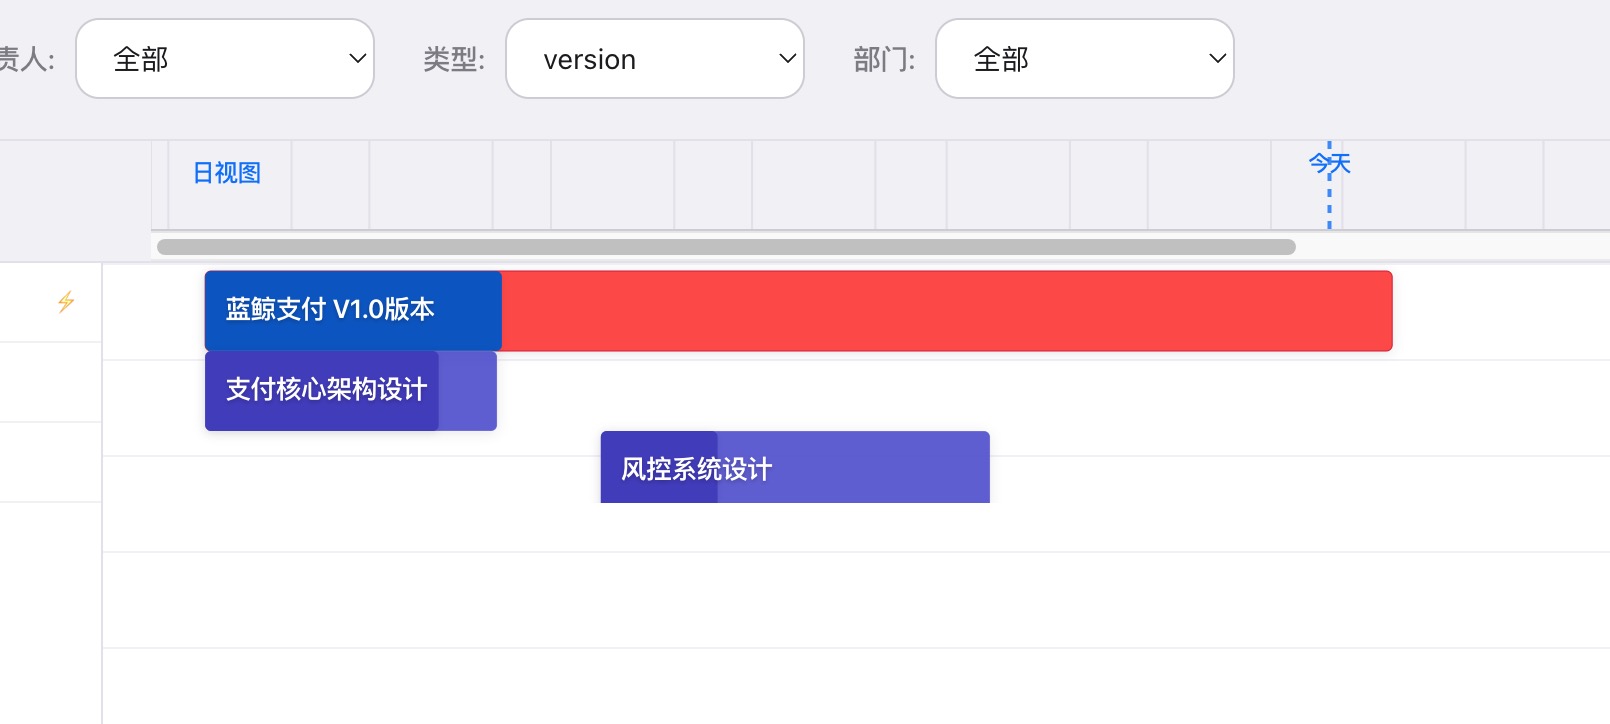 责人: 全部 类型: version 部门: 全部
日视图 今天
蓝鲸支付 V1.0版本
支付核心架构设计
风控系统设计